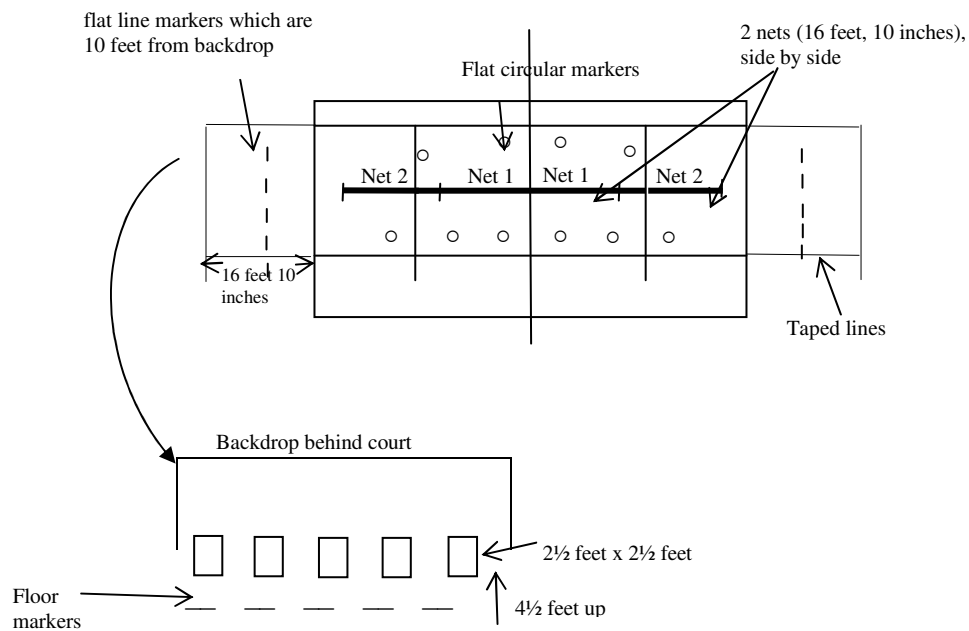 flat line markers which are
10 feet from backdrop
2 nets (16 feet, 10 inches),
side by side
Flat circular markers
Net 2 Net 1 Net 1 Net 2
16 feet 10
inches
Taped lines
Backdrop behind court
2½ feet x 2½ feet
Floor
markers
4½ feet up